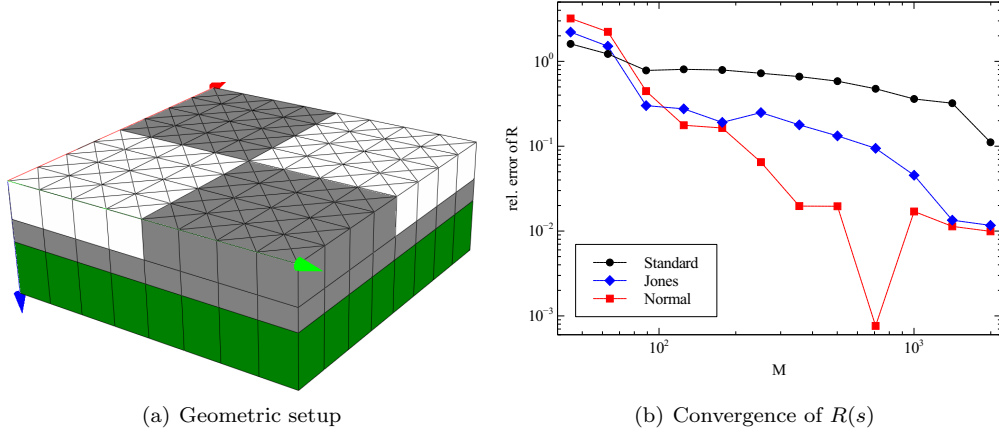 10⁰
10⁻¹
10⁻²
10⁻³
rel. error of R
Standard
Jones
Normal
10²
10³
M
(a) Geometric setup
(b) Convergence of R(s)